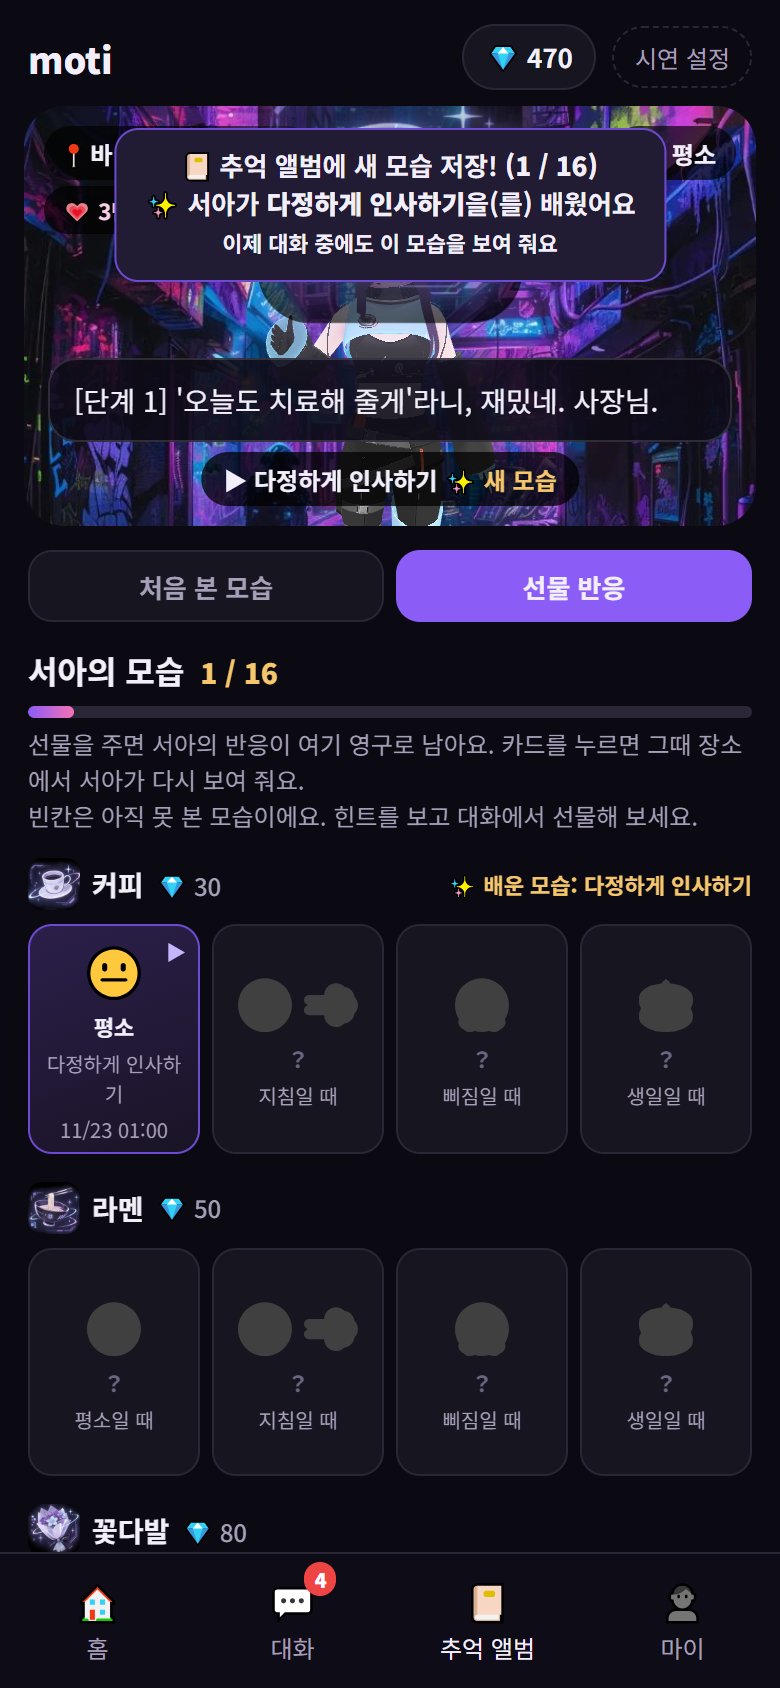 moti
470
시연 설정
바
평소
추억 앨범에 새 모습 저장! (1 / 16)
서아가 다정하게 인사하기을(를) 배웠어요
이제 대화 중에도 이 모습을 보여 줘요
[단계 1] '오늘도 치료해 줄게'라니, 재밌네. 사장님.
▶ 다정하게 인사하기 ✨ 새 모습
처음 본 모습
선물 반응
서아의 모습 1 / 16
선물을 주면 서아의 반응이 여기 영구로 남아요. 카드를 누르면 그때 장소
에서 서아가 다시 보여 줘요.
빈칸은 아직 못 본 모습이에요. 힌트를 보고 대화에서 선물해 보세요.
커피 30
배운 모습: 다정하게 인사하기
평소
다정하게 인사하
기
11/23 01:00
?
지침일 때
?
삐짐일 때
?
생일일 때
라멘 50
?
평소일 때
?
지침일 때
?
삐짐일 때
?
생일일 때
꽃다발 80
4
홈
대화
추억 앨범
마이